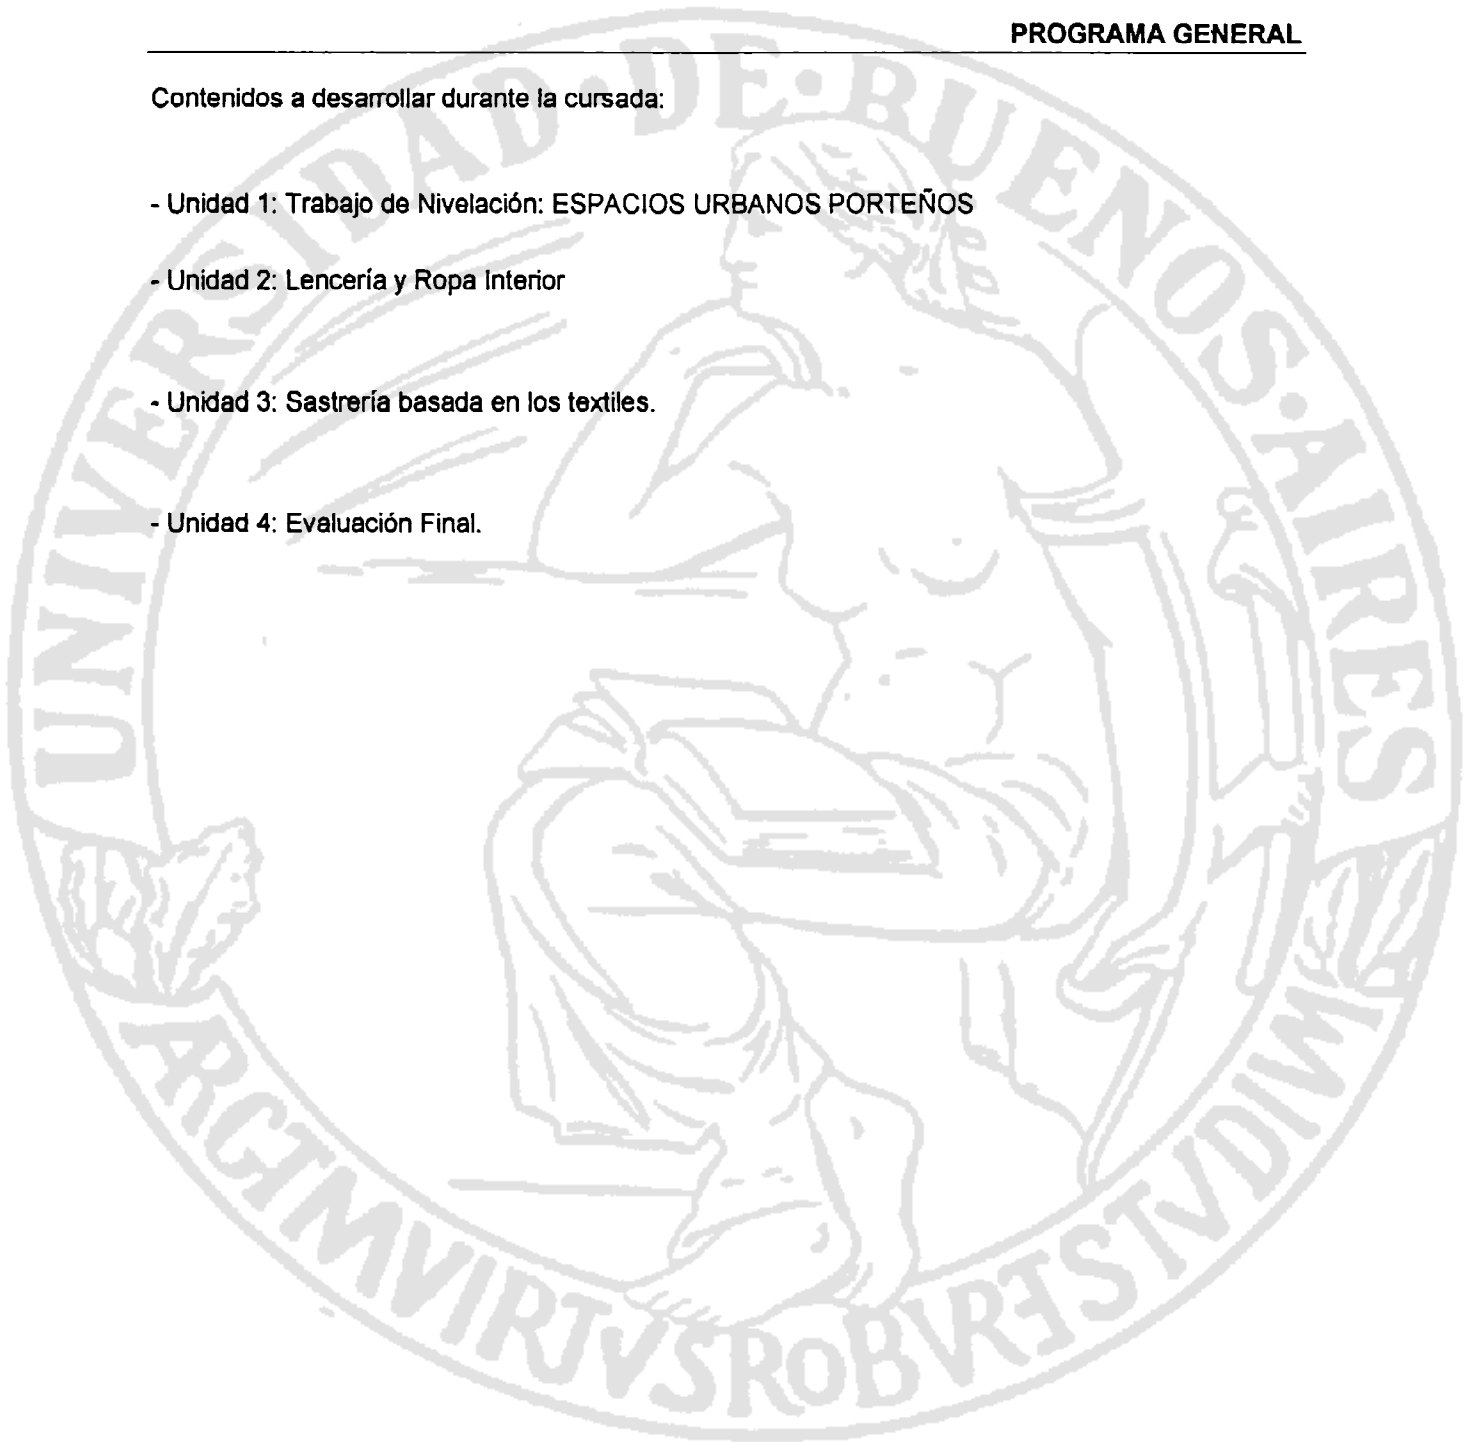 PROGRAMA GENERAL
Contenidos a desarrollar durante la cursada:
- Unidad 1: Trabajo de Nivelación: ESPACIOS URBANOS PORTEÑOS
- Unidad 2: Lencería y Ropa Interior
- Unidad 3: Sastrería basada en los textiles.
- Unidad 4: Evaluación Final.
UNIVERSIDAD·DE·BUENOS·AIRES
ARGTMVIRTVSROBVRETSTVDIVM